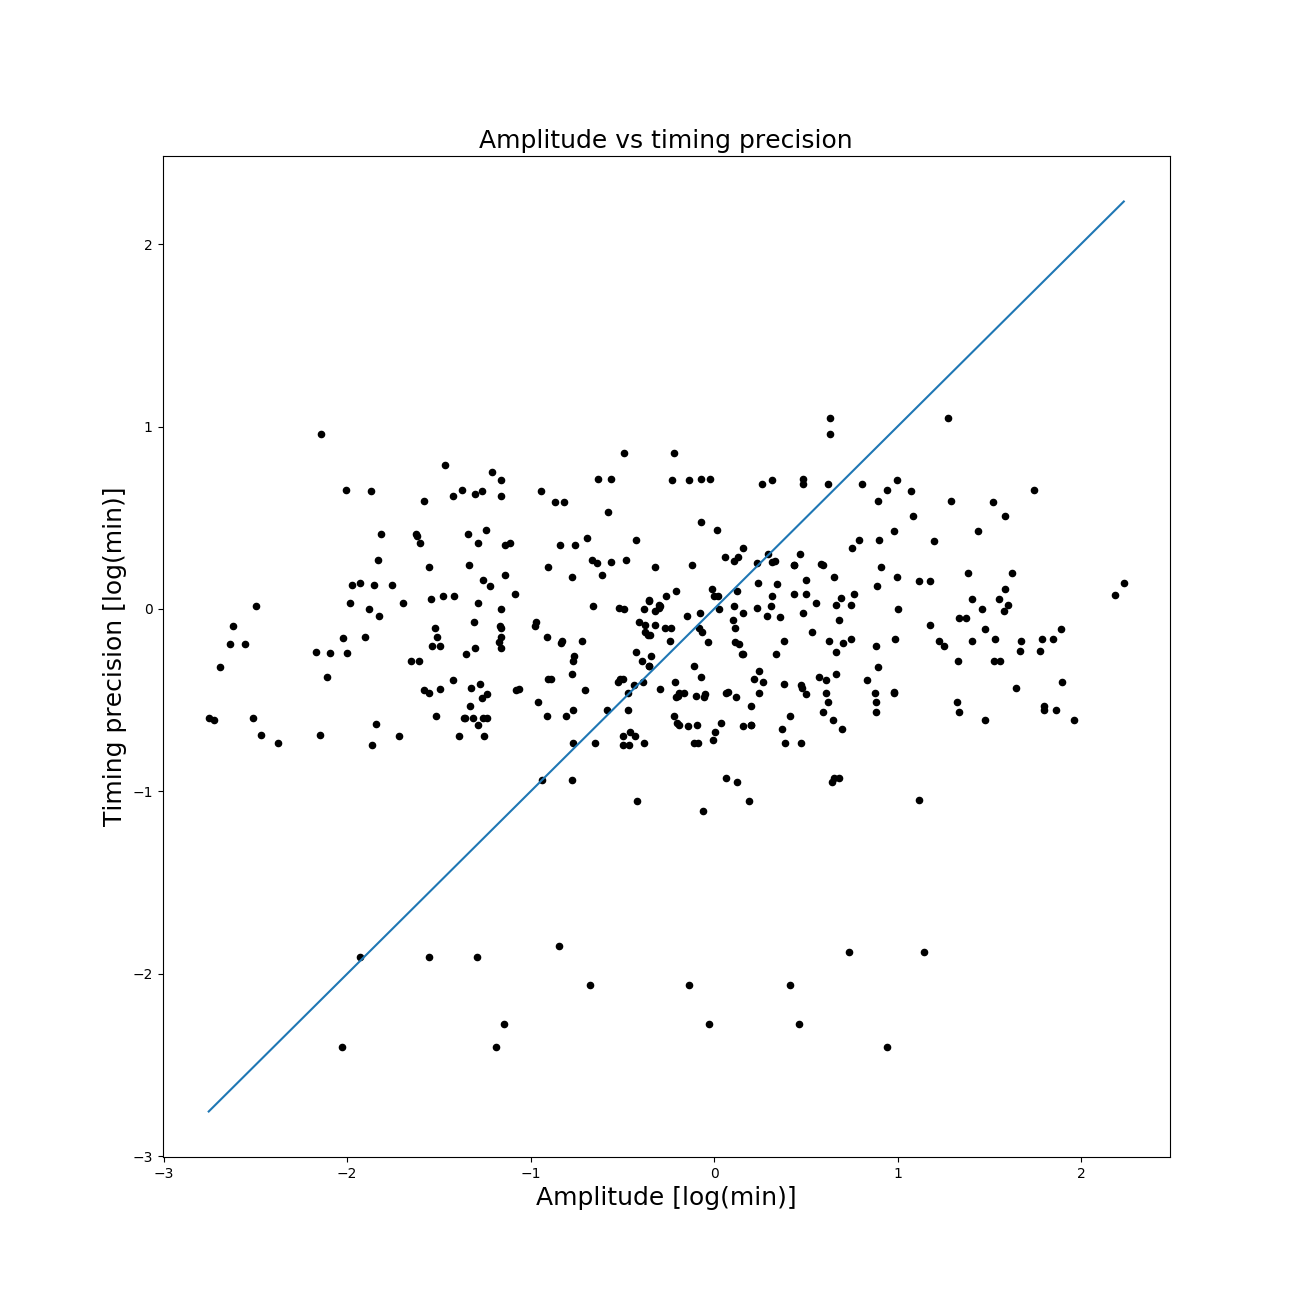 Amplitude vs timing precision
Timing precision [log(min)]
2
1
0
−1
−2
−3
−3 −2 −1 0 1 2
Amplitude [log(min)]